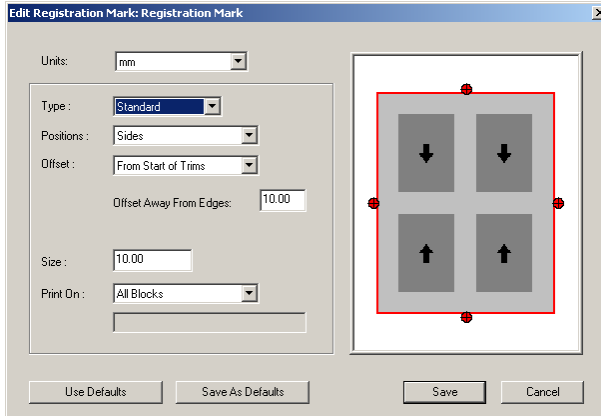 Edit Registration Mark: Registration Mark
Units: mm
Type : Standard
Positions : Sides
Offset : From Start of Trims
Offset Away From Edges: 10.00
Size : 10.00
Print On : All Blocks
Use Defaults Save As Defaults Save Cancel